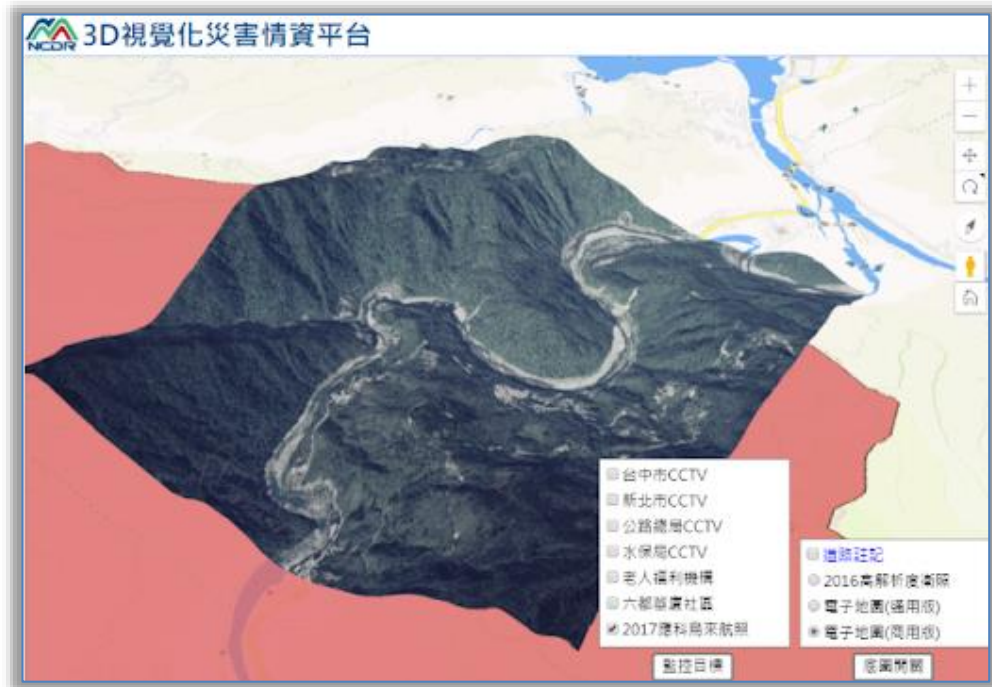 NCDR 3D視覺化災害情資平台
台中市CCTV
新北市CCTV
公路總局CCTV
水保局CCTV
老人福利機構
六都聚廬社區
2017應科烏來航照
監控目標
道路註記
2016高解析度衛照
電子地圖(通用版)
電子地圖(商用版)
底圖開關